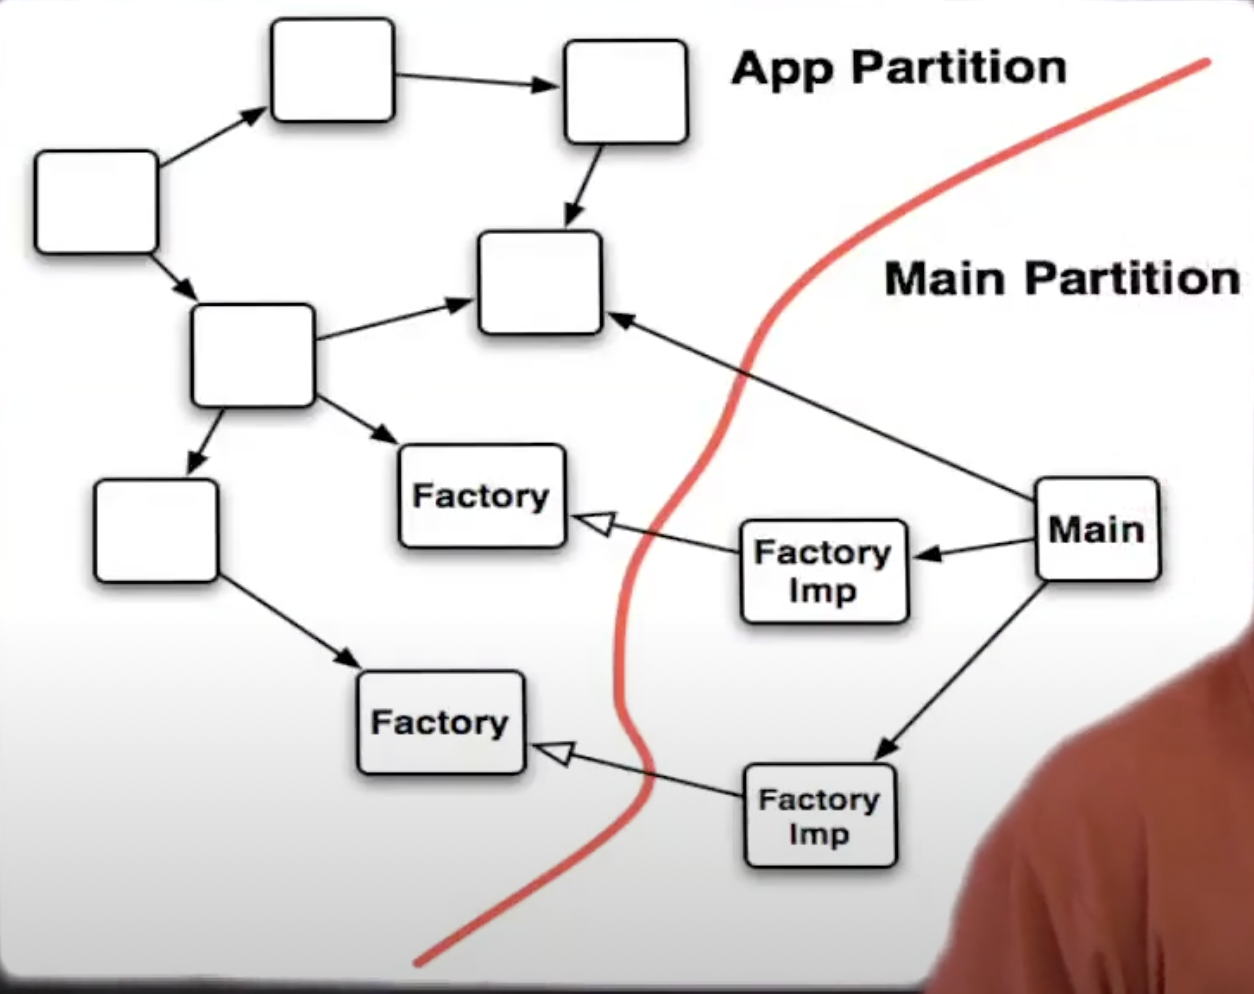 App Partition
Main Partition
Factory
Factory
Imp
Main
Factory
Factory
Imp